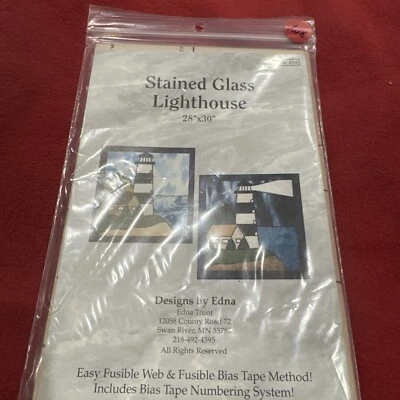 Stained Glass
Lighthouse
28"x30"
Designs by Edna
Edna Trunt
12058 County Road 72
Swan River, MN 55784
218-492-4595
All Rights Reserved
Easy Fusible Web & Fusible Bias Tape Method!
Includes Bias Tape Numbering System!